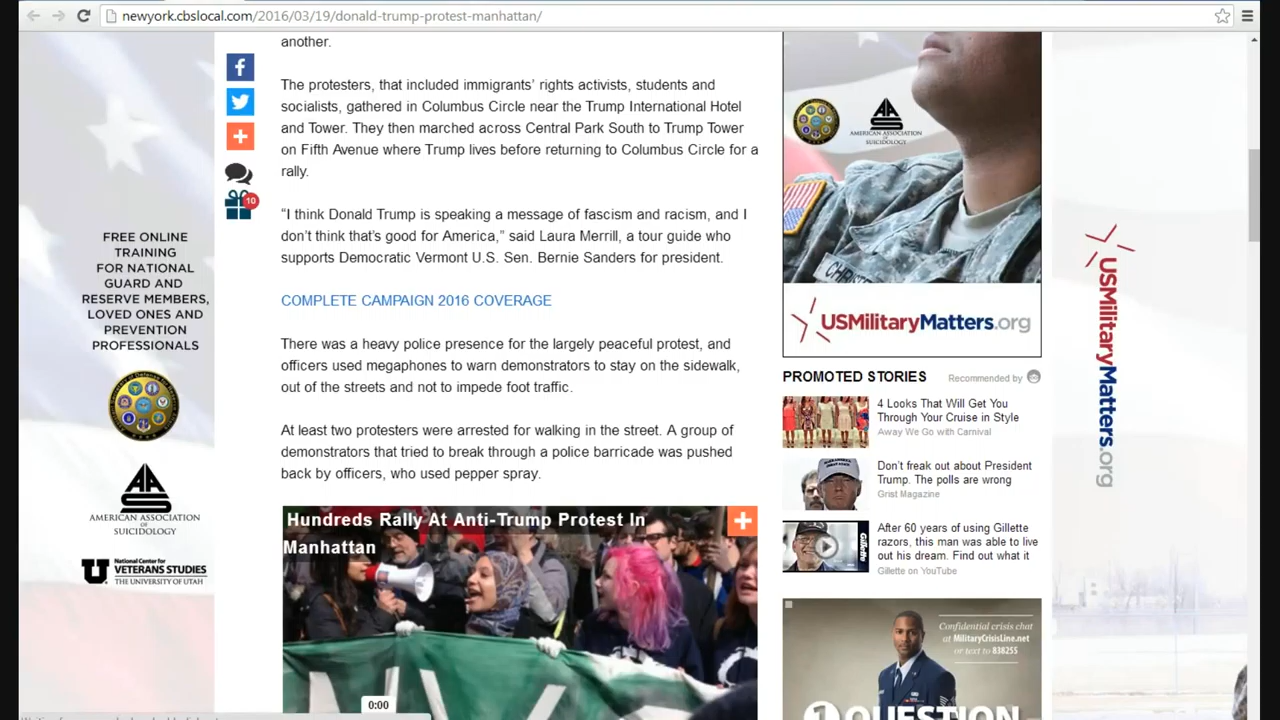 newyork.cbslocal.com/2016/03/19/donald-trump-protest-manhattan/
another.
The protesters, that included immigrants’ rights activists, students and
socialists, gathered in Columbus Circle near the Trump International Hotel
and Tower. They then marched across Central Park South to Trump Tower
on Fifth Avenue where Trump lives before returning to Columbus Circle for a
rally.
“I think Donald Trump is speaking a message of fascism and racism, and I
don’t think that’s good for America,” said Laura Merrill, a tour guide who
supports Democratic Vermont U.S. Sen. Bernie Sanders for president.
COMPLETE CAMPAIGN 2016 COVERAGE
There was a heavy police presence for the largely peaceful protest, and
officers used megaphones to warn demonstrators to stay on the sidewalk,
out of the streets and not to impede foot traffic.
At least two protesters were arrested for walking in the street. A group of
demonstrators that tried to break through a police barricade was pushed
back by officers, who used pepper spray.
Hundreds Rally At Anti-Trump Protest In
Manhattan
0:00
10
FREE ONLINE
TRAINING
FOR NATIONAL
GUARD AND
RESERVE MEMBERS,
LOVED ONES AND
PREVENTION
PROFESSIONALS
AAS
AMERICAN ASSOCIATION
OF
SUICIDOLOGY
National Center for
VETERANS STUDIES
THE UNIVERSITY OF UTAH
AMERICAN ASSOCIATION
OF
SUICIDOLOGY
USMilitaryMatters.org
PROMOTED STORIES
Recommended by
4 Looks That Will Get You
Through Your Cruise in Style
Away We Go with Carnival
Don't freak out about President
Trump. The polls are wrong
Grist Magazine
After 60 years of using Gillette
razors, this man was able to live
out his dream. Find out what it
Gillette on YouTube
Confidential crisis chat
at MilitaryCrisisLine.net
or text to 838255
1 QUESTION
USMilitaryMatters.org